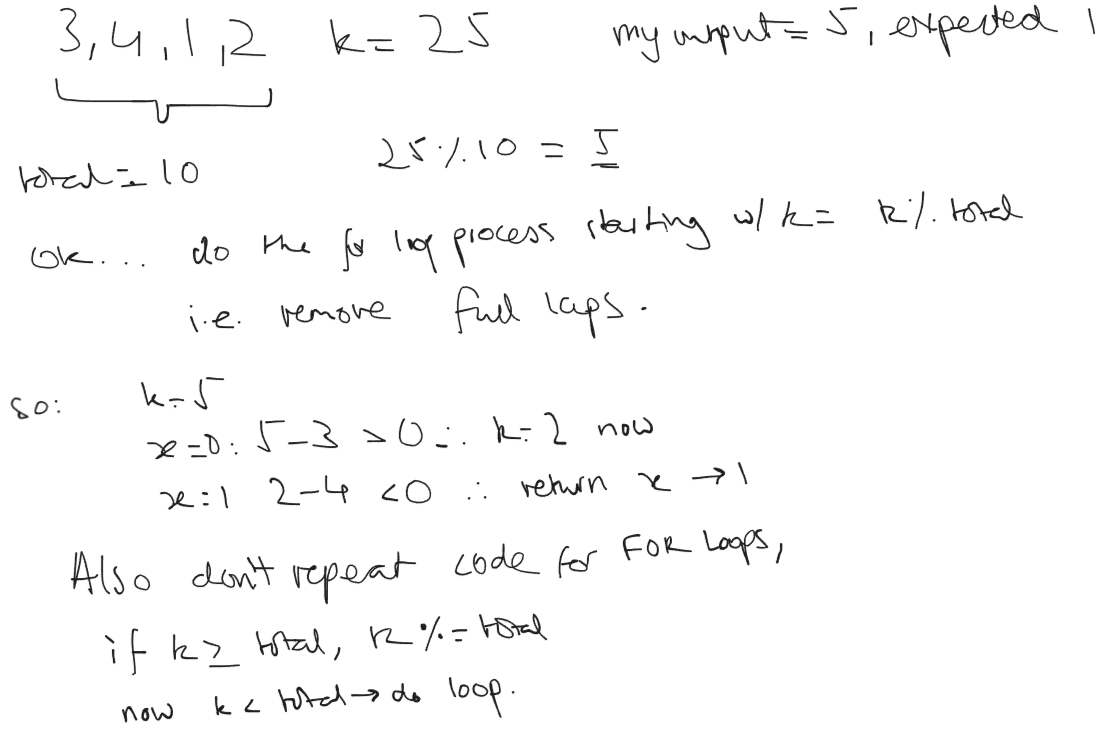 3,4,1,2 k = 25 my output = 5, expected 1
total = 10 25 % 10 = 5
OK.... do the for loop process starting w/ k = k % total
i.e. remove full laps.
so: k = 5
x = 0: 5 - 3 > 0 ∴ k = 2 now
x = 1 2 - 4 < 0 ∴ return x → 1
Also don't repeat code for FOR Loops,
if k ≥ total, k %= total
now k < total → do loop.